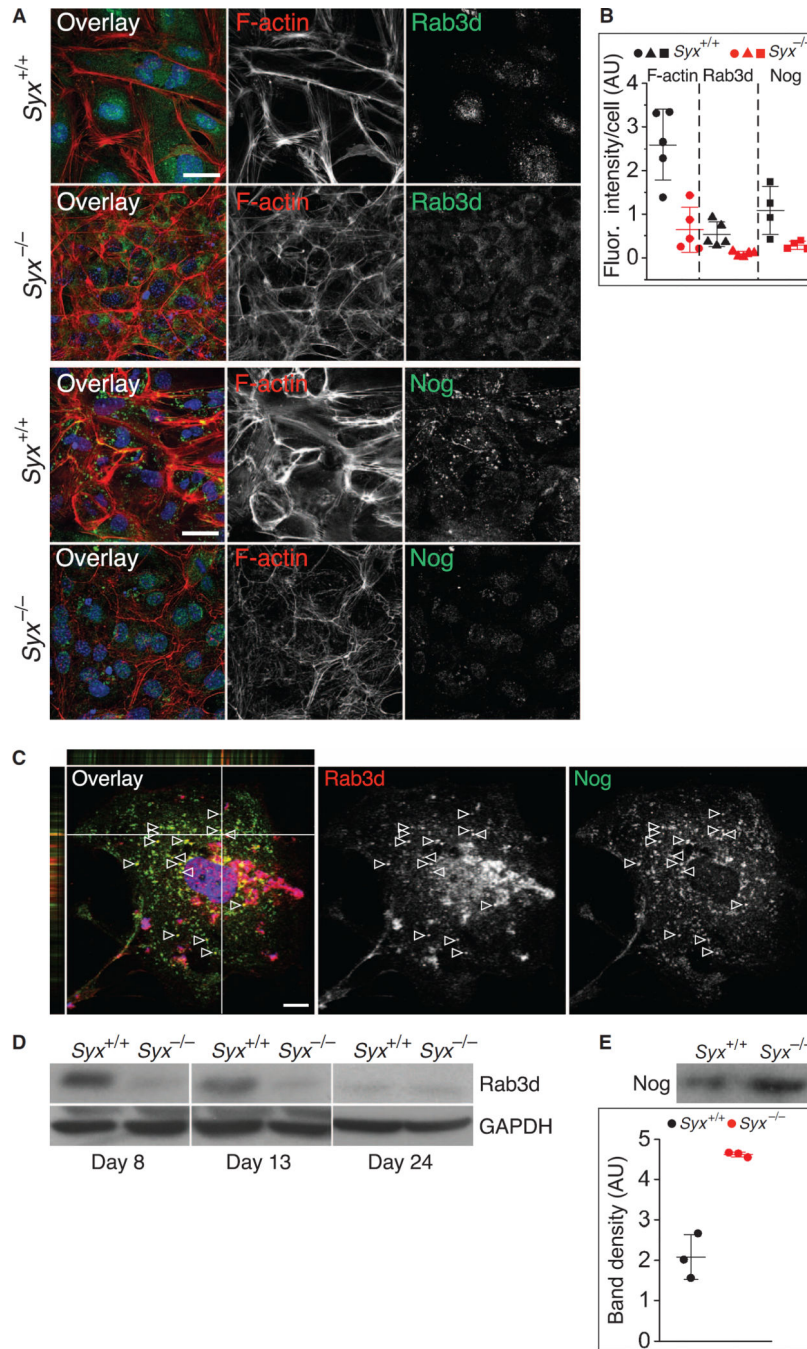 A
Overlay
F-actin
Rab3d
Syx+/+
Overlay
F-actin
Rab3d
Syx−/−
Overlay
F-actin
Nog
Syx+/+
Overlay
F-actin
Nog
Syx−/−
B
Syx+/+ Syx−/−
F-actin Rab3d Nog
Fluor. intensity/cell (AU)
4
3
2
1
0
C
Overlay
Rab3d
Nog
D
Syx+/+ Syx−/− Syx+/+ Syx−/− Syx+/+ Syx−/−
Rab3d
GAPDH
Day 8 Day 13 Day 24
E
Syx+/+ Syx−/−
Nog
Syx+/+ Syx−/−
Band density (AU)
5
4
3
2
1
0